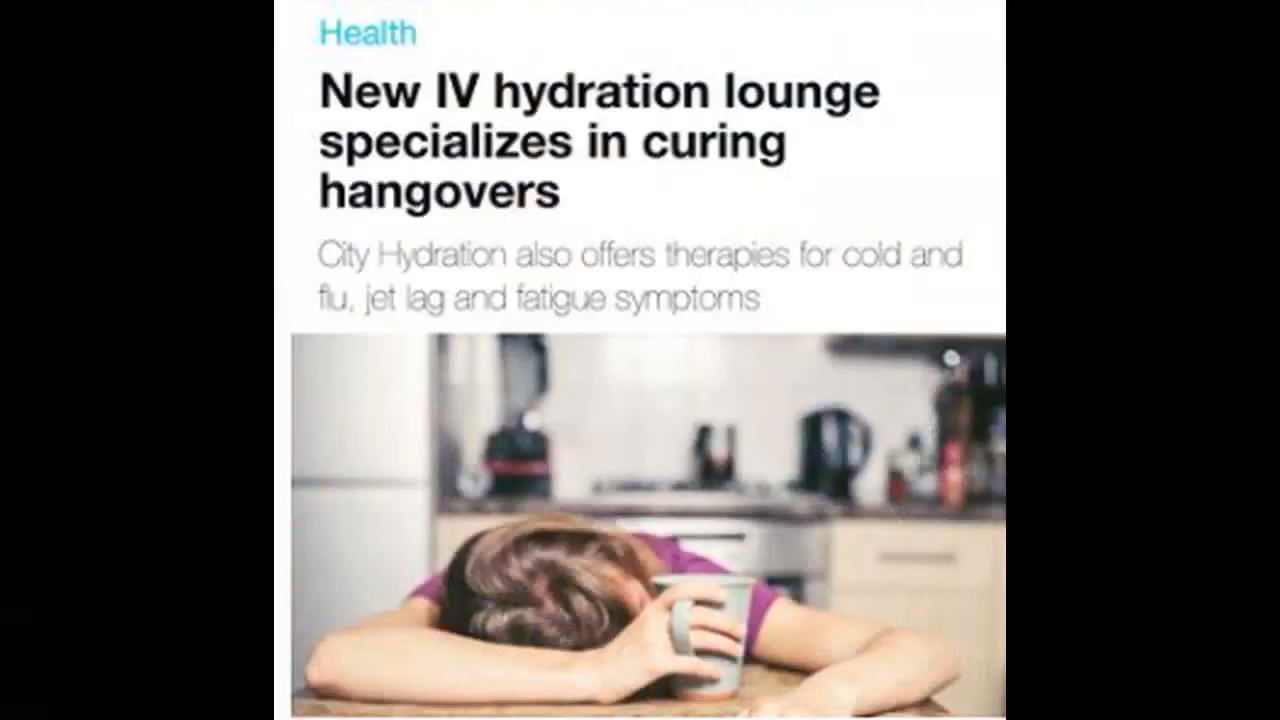 Health
New IV hydration lounge
specializes in curing
hangovers
City Hydration also offers therapies for cold and
flu, jet lag and fatigue symptoms